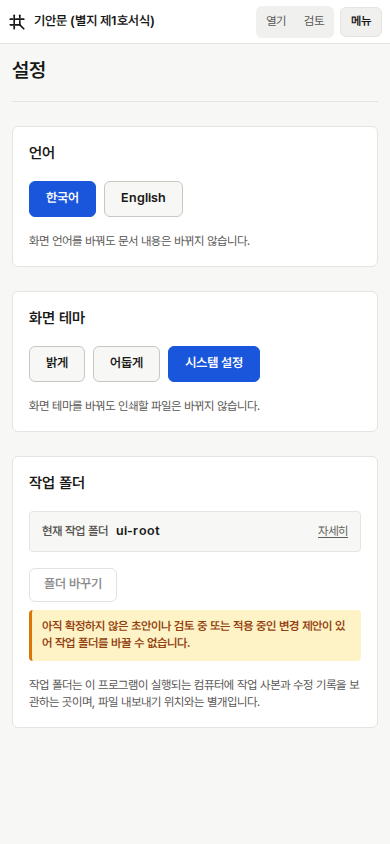 기안문 (별지 제1호서식)
열기 검토 메뉴
설정
언어
한국어 English
화면 언어를 바꿔도 문서 내용은 바뀌지 않습니다.
화면 테마
밝게 어둡게 시스템 설정
화면 테마를 바꿔도 인쇄할 파일은 바뀌지 않습니다.
작업 폴더
현재 작업 폴더 ui-root 자세히
폴더 바꾸기
아직 확정하지 않은 초안이나 검토 중 또는 적용 중인 변경 제안이 있
어 작업 폴더를 바꿀 수 없습니다.
작업 폴더는 이 프로그램이 실행되는 컴퓨터에 작업 사본과 수정 기록을 보
관하는 곳이며, 파일 내보내기 위치와는 별개입니다.